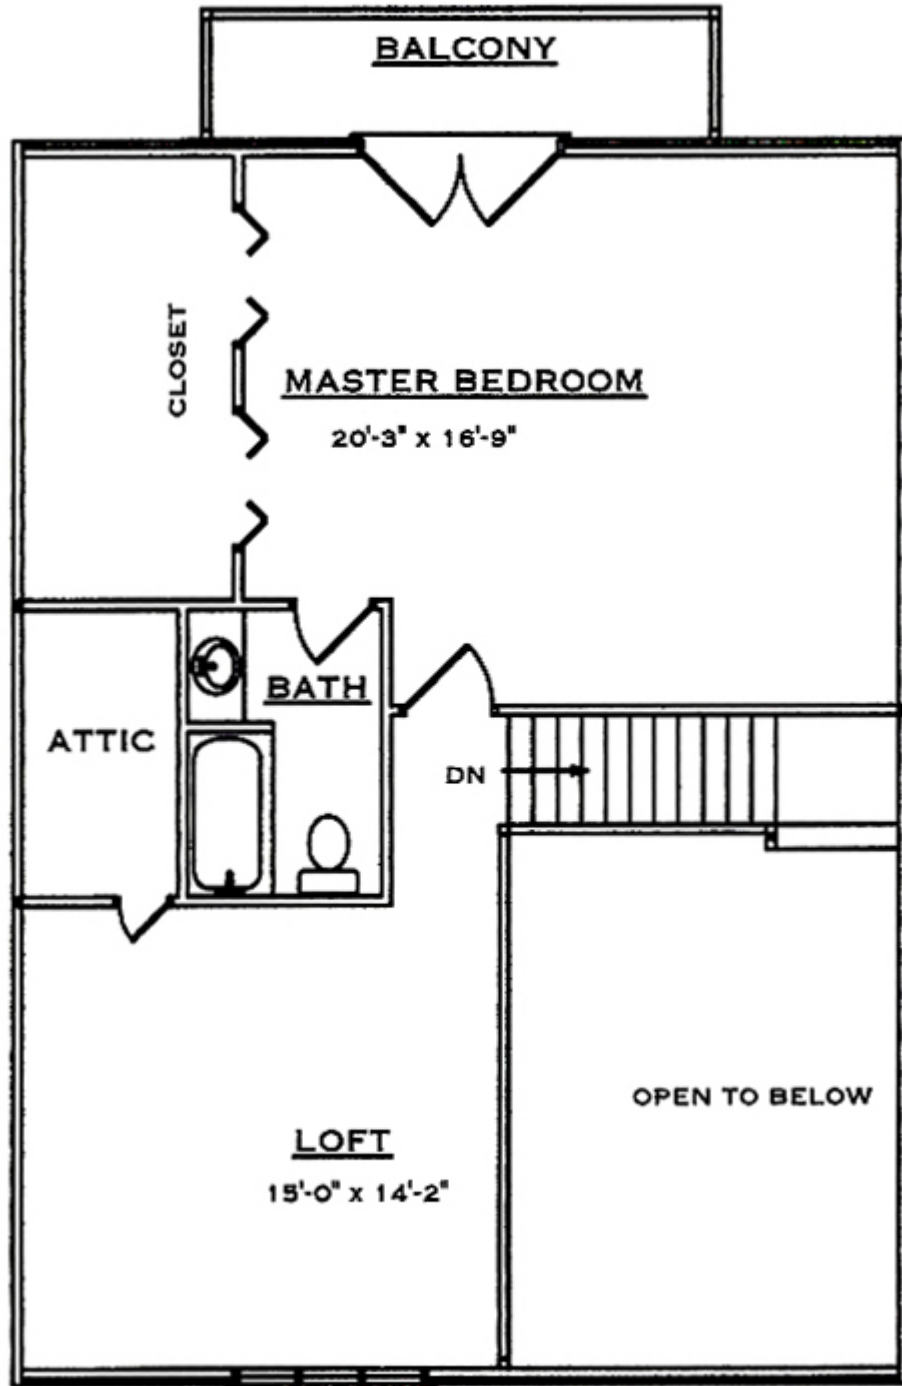 BALCONY
CLOSET
MASTER BEDROOM
20'-3" x 16'-9"
BATH
ATTIC
DN
OPEN TO BELOW
LOFT
15'-0" x 14'-2"